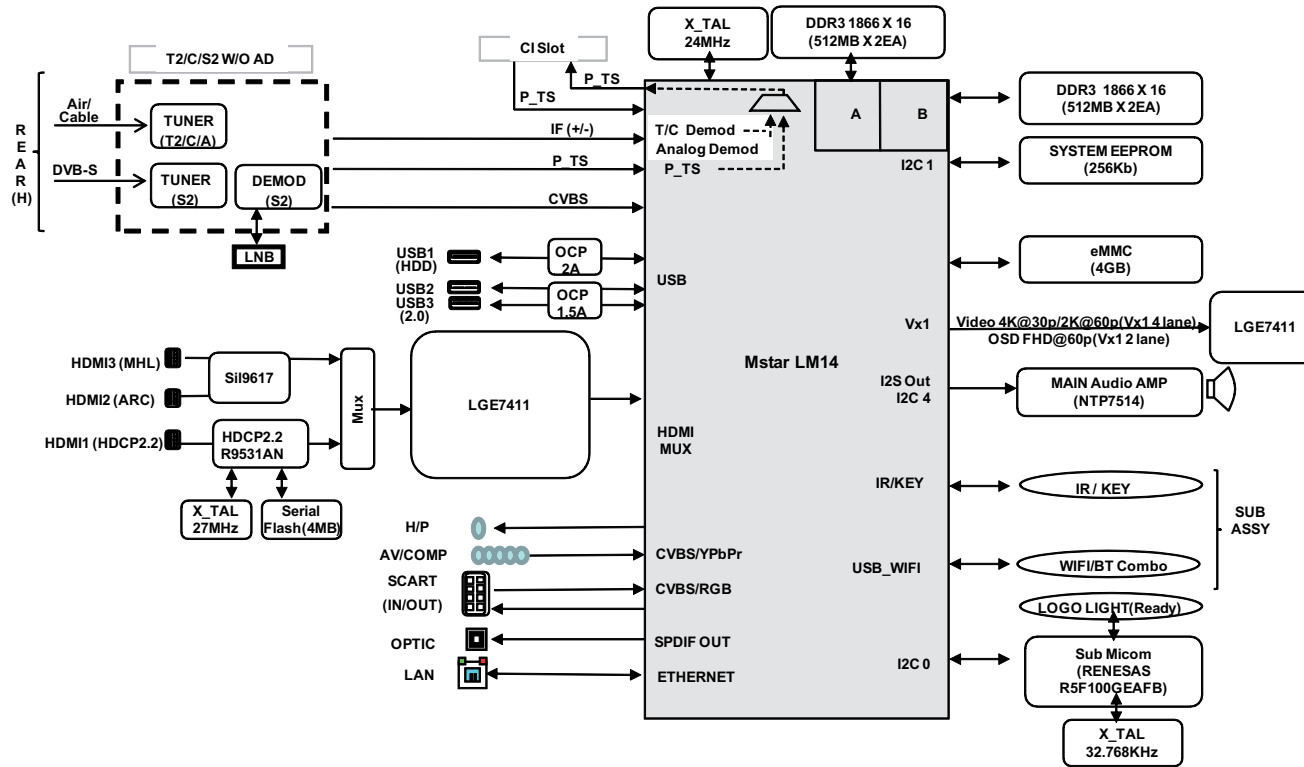 X_TAL
24MHz
DDR3 1866 X 16
(512MB X 2EA)
CI Slot
T2/C/S2 W/O AD
P_TS
P_TS
DDR3 1866 X 16
(512MB X 2EA)
Air/
Cable
TUNER
(T2/C/A)
A
B
R
E
A
R
(H)
IF (+/-)
T/C Demod
Analog Demod
P_TS
I2C 1
SYSTEM EEPROM
(256Kb)
DVB-S
TUNER
(S2)
DEMOD
(S2)
P_TS
CVBS
LNB
USB1
(HDD)
OCP
2A
USB
eMMC
(4GB)
USB2
USB3
(2.0)
OCP
1.5A
Vx1
Video 4K@30p/2K@60p(Vx1 4 lane)
OSD FHD@60p(Vx1 2 lane)
LGE7411
Mstar LM14
HDMI3 (MHL)
SiI9617
HDMI2 (ARC)
Mux
LGE7411
I2S Out
I2C 4
MAIN Audio AMP
(NTP7514)
HDMI1 (HDCP2.2)
HDCP2.2
R9531AN
HDMI
MUX
X_TAL
27MHz
Serial
Flash(4MB)
IR/KEY
IR / KEY
SUB
ASSY
H/P
AV/COMP
CVBS/YPbPr
USB_WIFI
WIFI/BT Combo
SCART
(IN/OUT)
CVBS/RGB
LOGO LIGHT(Ready)
OPTIC
SPDIF OUT
LAN
ETHERNET
I2C 0
Sub Micom
(RENESAS
R5F100GEAFB)
X_TAL
32.768KHz